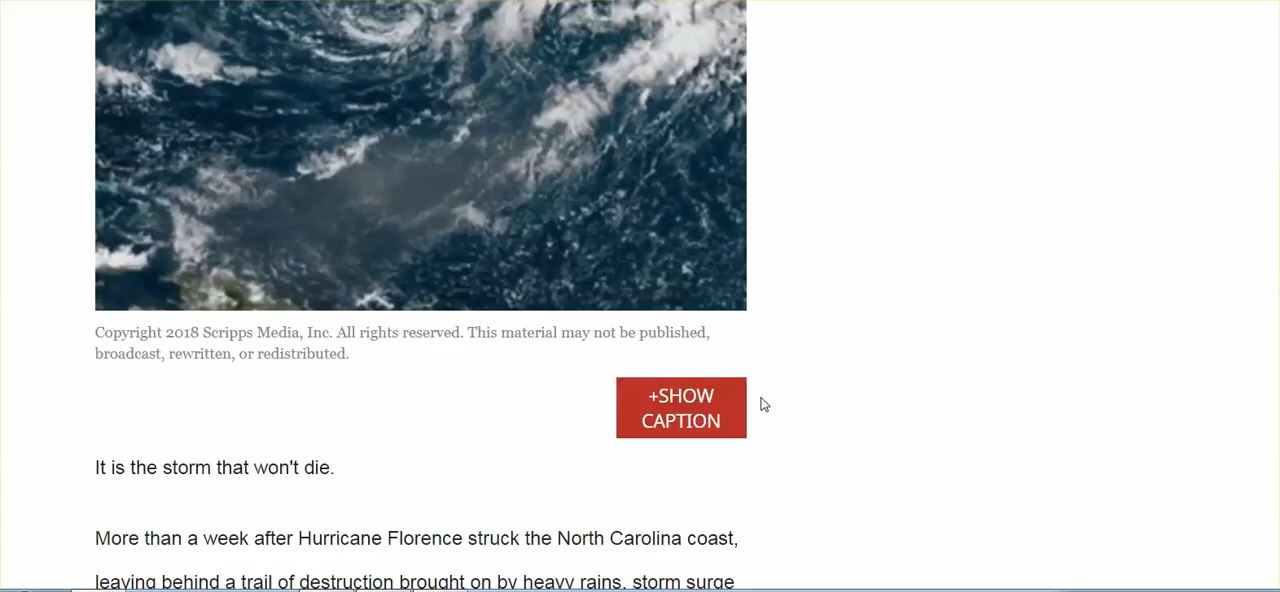 Copyright 2018 Scripps Media, Inc. All rights reserved. This material may not be published,
broadcast, rewritten, or redistributed.
+SHOW
CAPTION
It is the storm that won't die.
More than a week after Hurricane Florence struck the North Carolina coast,
leaving behind a trail of destruction brought on by heavy rains, storm surge